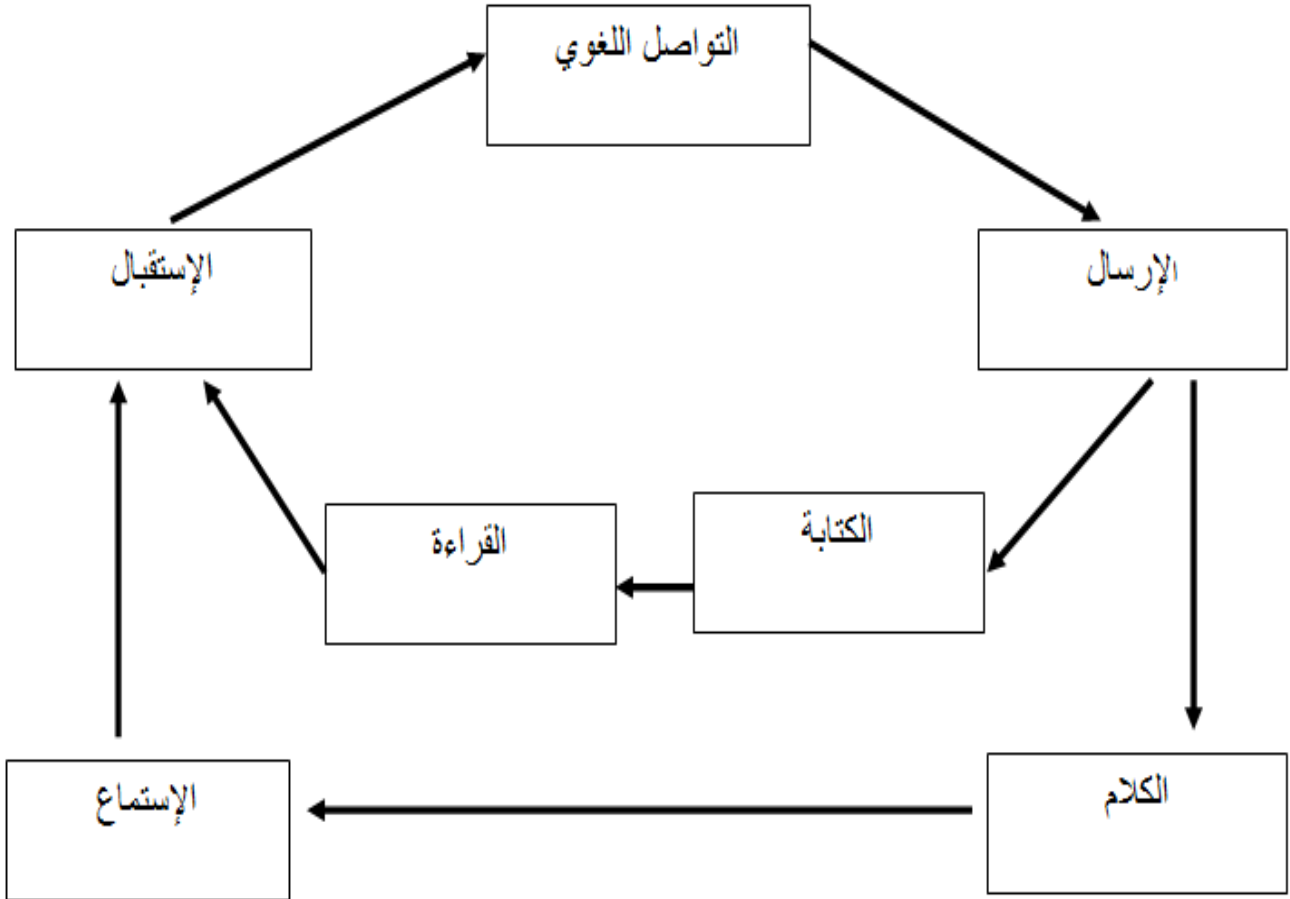 التواصل اللغوي
الإرسال
الإستقبال
الكتابة
القراءة
الكلام
الإستماع